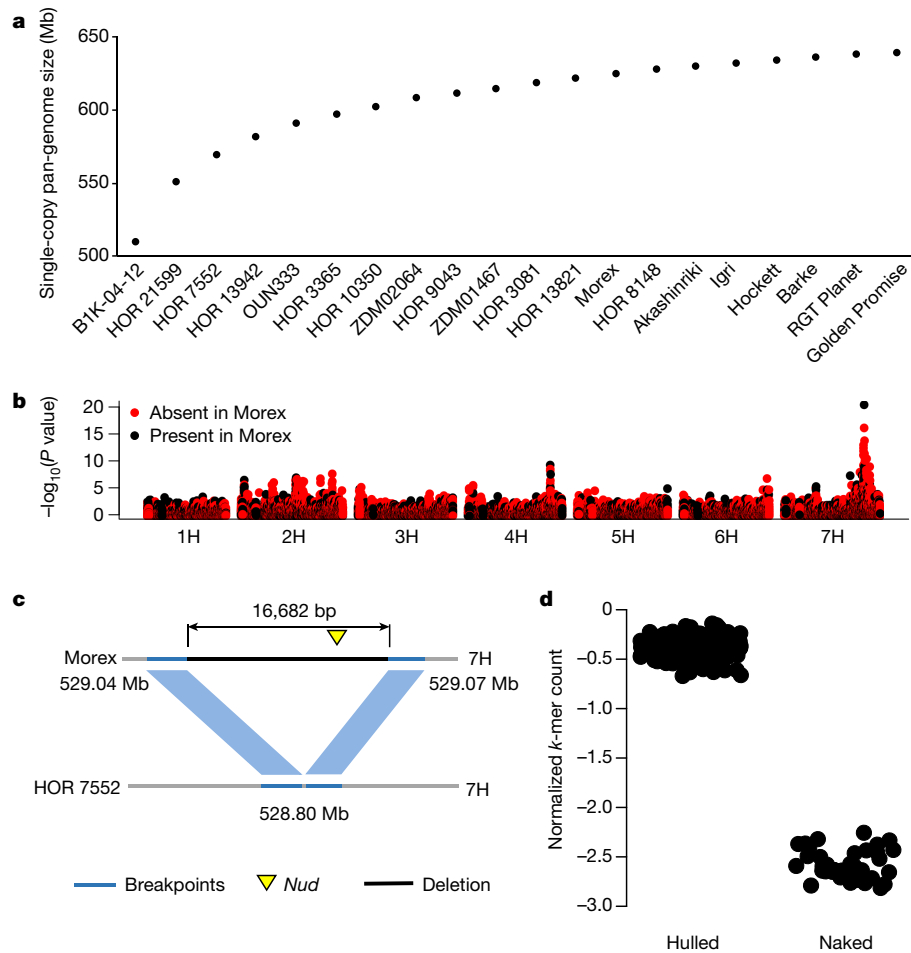 a
Single-copy pan-genome size (Mb)
650
600
550
500
B1K-04-12
HOR 21599
HOR 7552
HOR 13942
OUN333
HOR 3365
HOR 10350
ZDM02064
HOR 9043
ZDM01467
HOR 3081
HOR 13821
Morex
HOR 8148
Akashinriki
Igri
Hockett
Barke
RGT Planet
Golden Promise
b
−log10(P value)
20
15
10
5
0
Absent in Morex
Present in Morex
1H 2H 3H 4H 5H 6H 7H
c
16,682 bp
Morex 7H
529.04 Mb 529.07 Mb
HOR 7552 7H
528.80 Mb
Breakpoints Nud Deletion
d
Normalized k-mer count
0
−0.5
−1.0
−1.5
−2.0
−2.5
−3.0
Hulled Naked